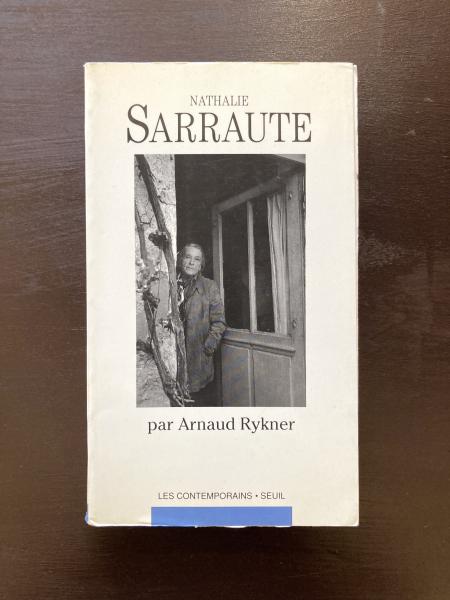 NATHALIE
SARRAUTE
par Arnaud Rykner
LES CONTEMPORAINS • SEUIL